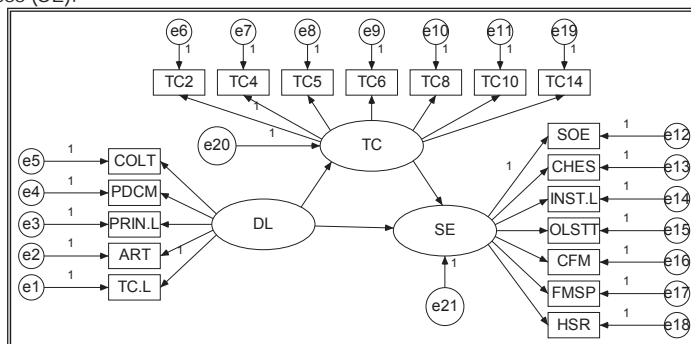 e6 e7 e8 e9 e10 e11 e19
1 1 1 1 1 1 1
TC2 TC4 TC5 TC6 TC8 TC10 TC14
1
1
e20 TC
e5 1 COLT
e4 1 PDCM
e3 1 PRIN.L
e2 1 ART
e1 1 TC.L
1
DL
SE
1
e21
1
SOE 1 e12
CHES 1 e13
INST.L 1 e14
OLSTT 1 e15
CFM 1 e16
FMSP 1 e17
HSR 1 e18